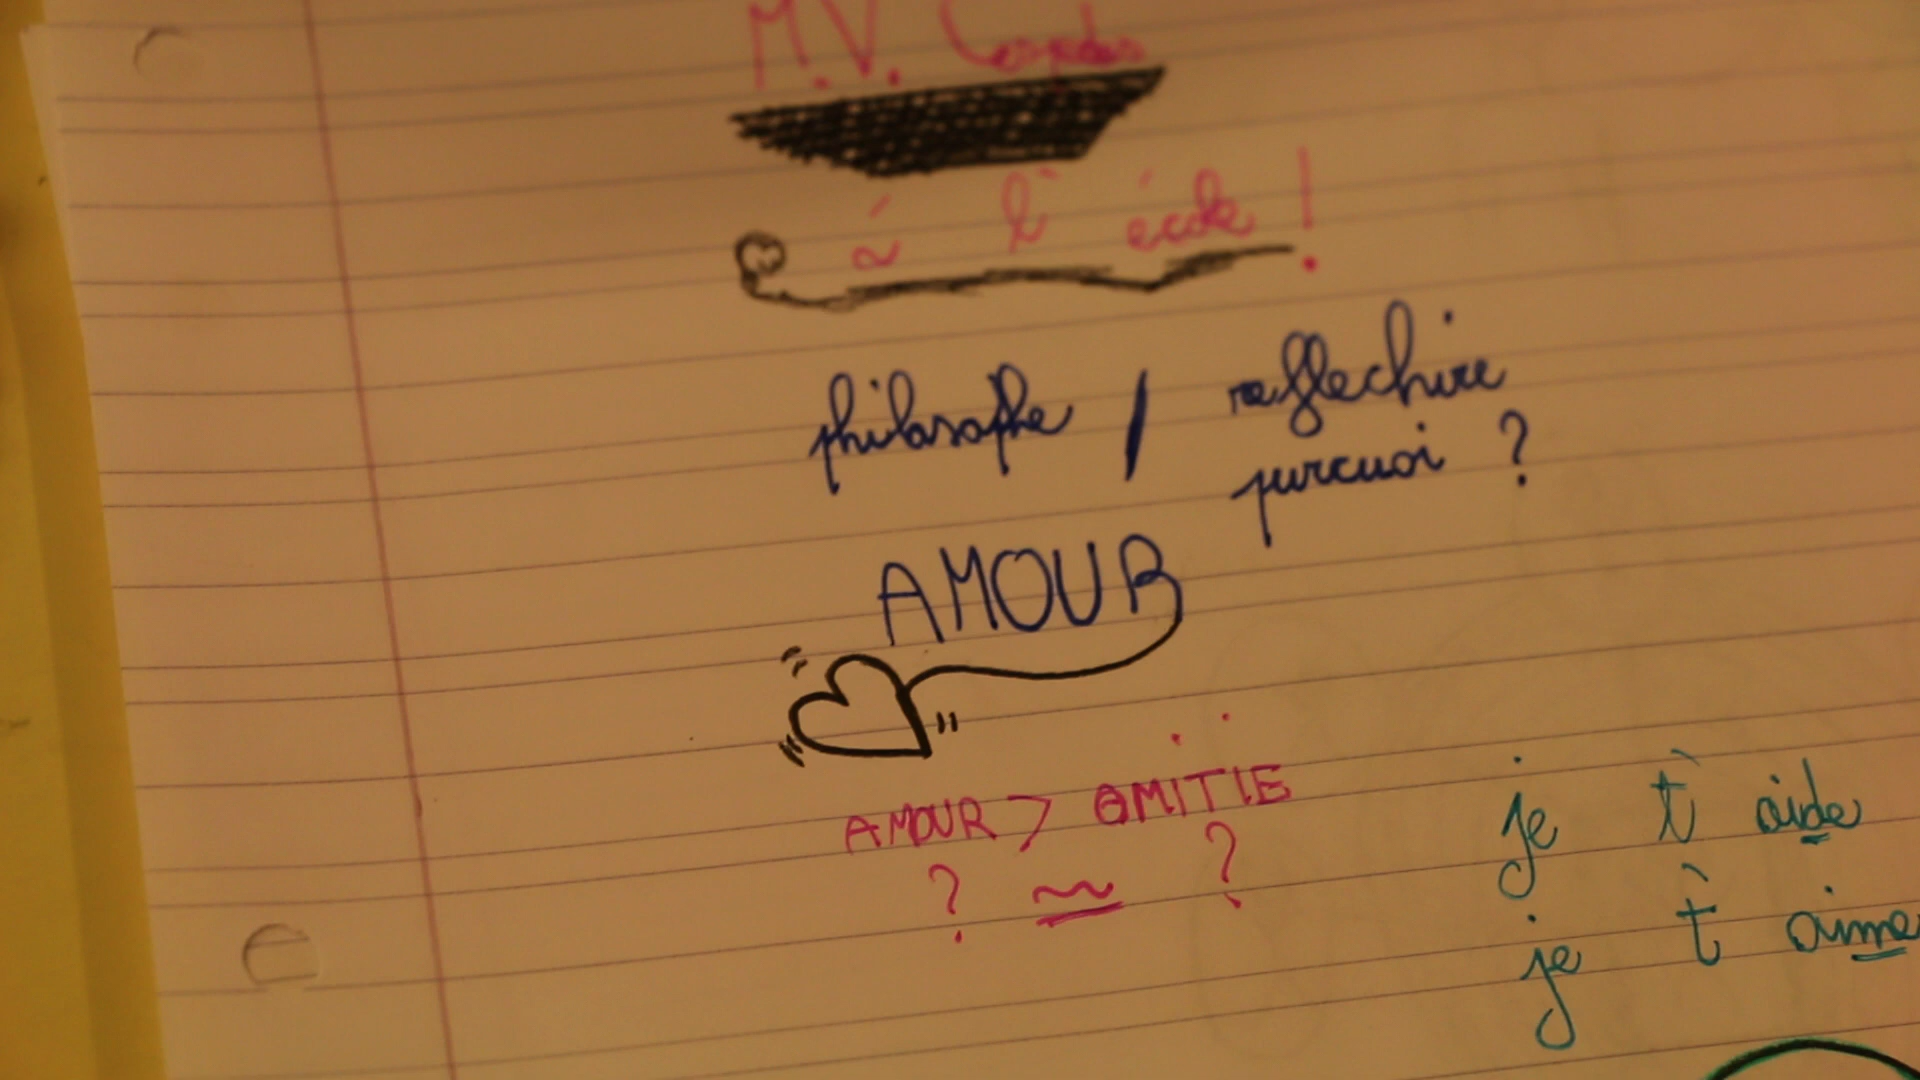 M.V.
à l'école !
philosophe / reflechire
purcuoi ?
AMOUR
AMOUR > AMITIE
? ≃ ?
je t'aide
je t'aime